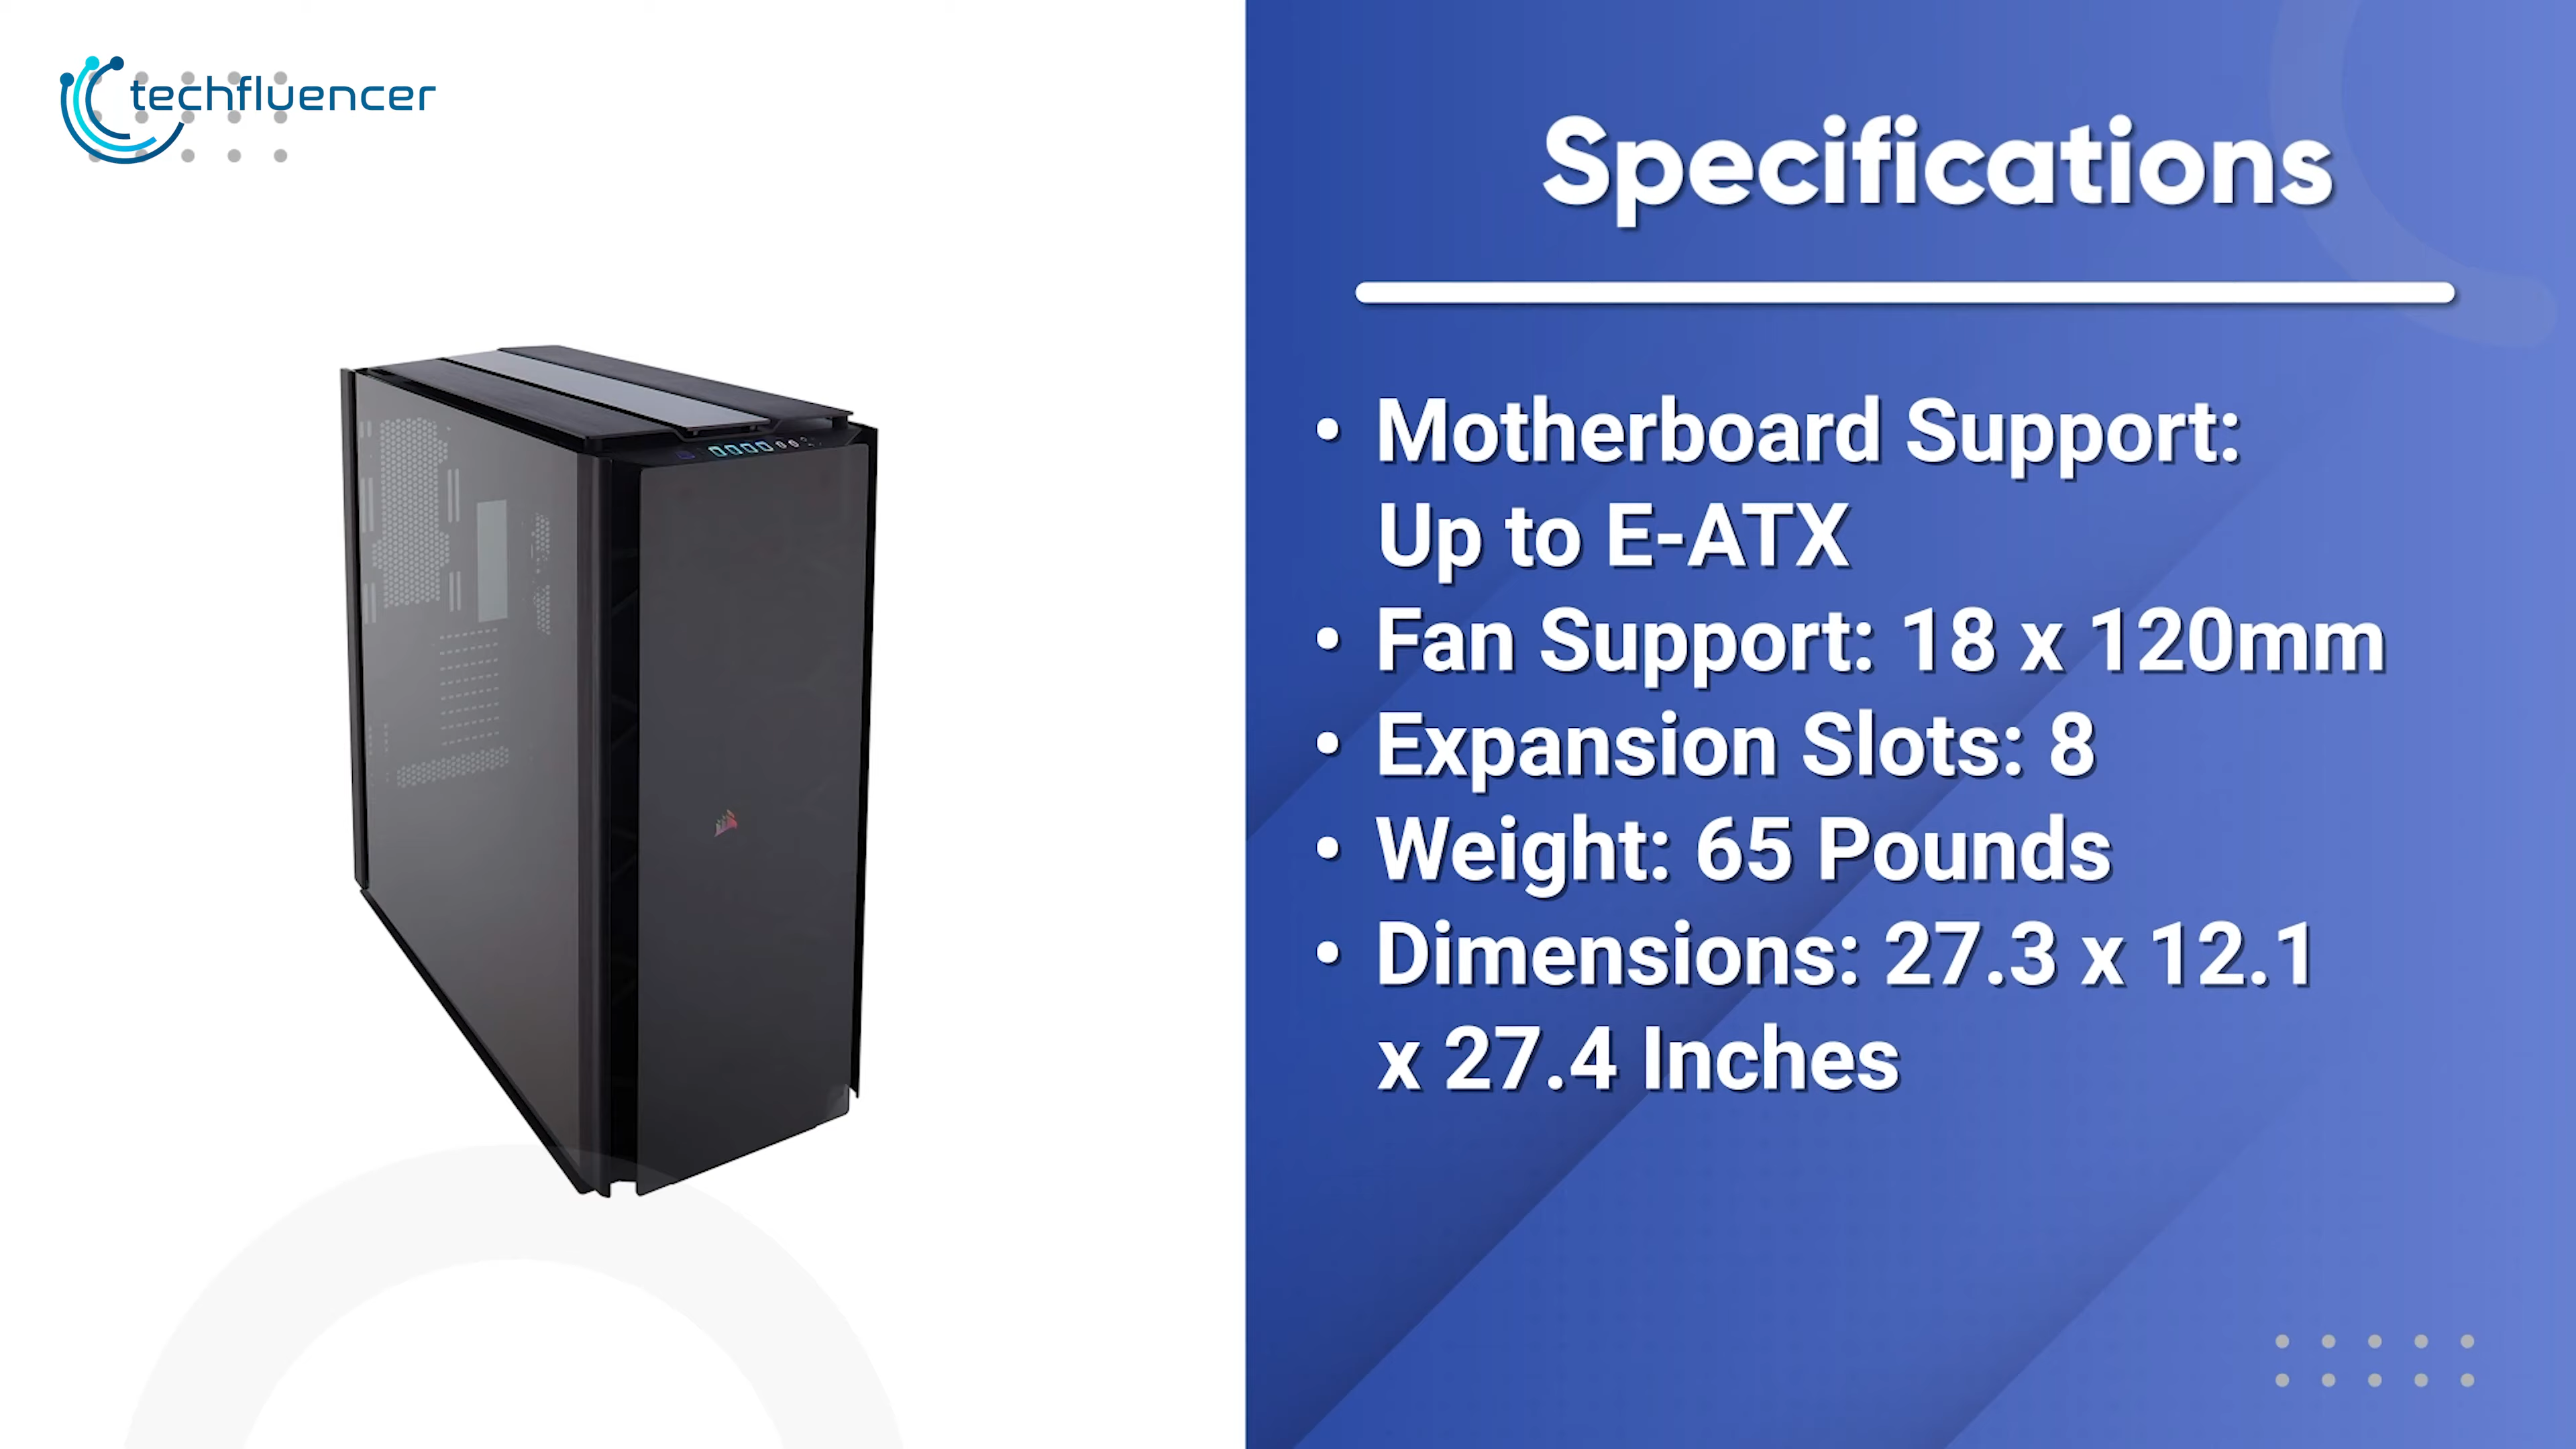 techfluencer
Specifications
• Motherboard Support:
Up to E-ATX
• Fan Support: 18 x 120mm
• Expansion Slots: 8
• Weight: 65 Pounds
• Dimensions: 27.3 x 12.1
x 27.4 Inches